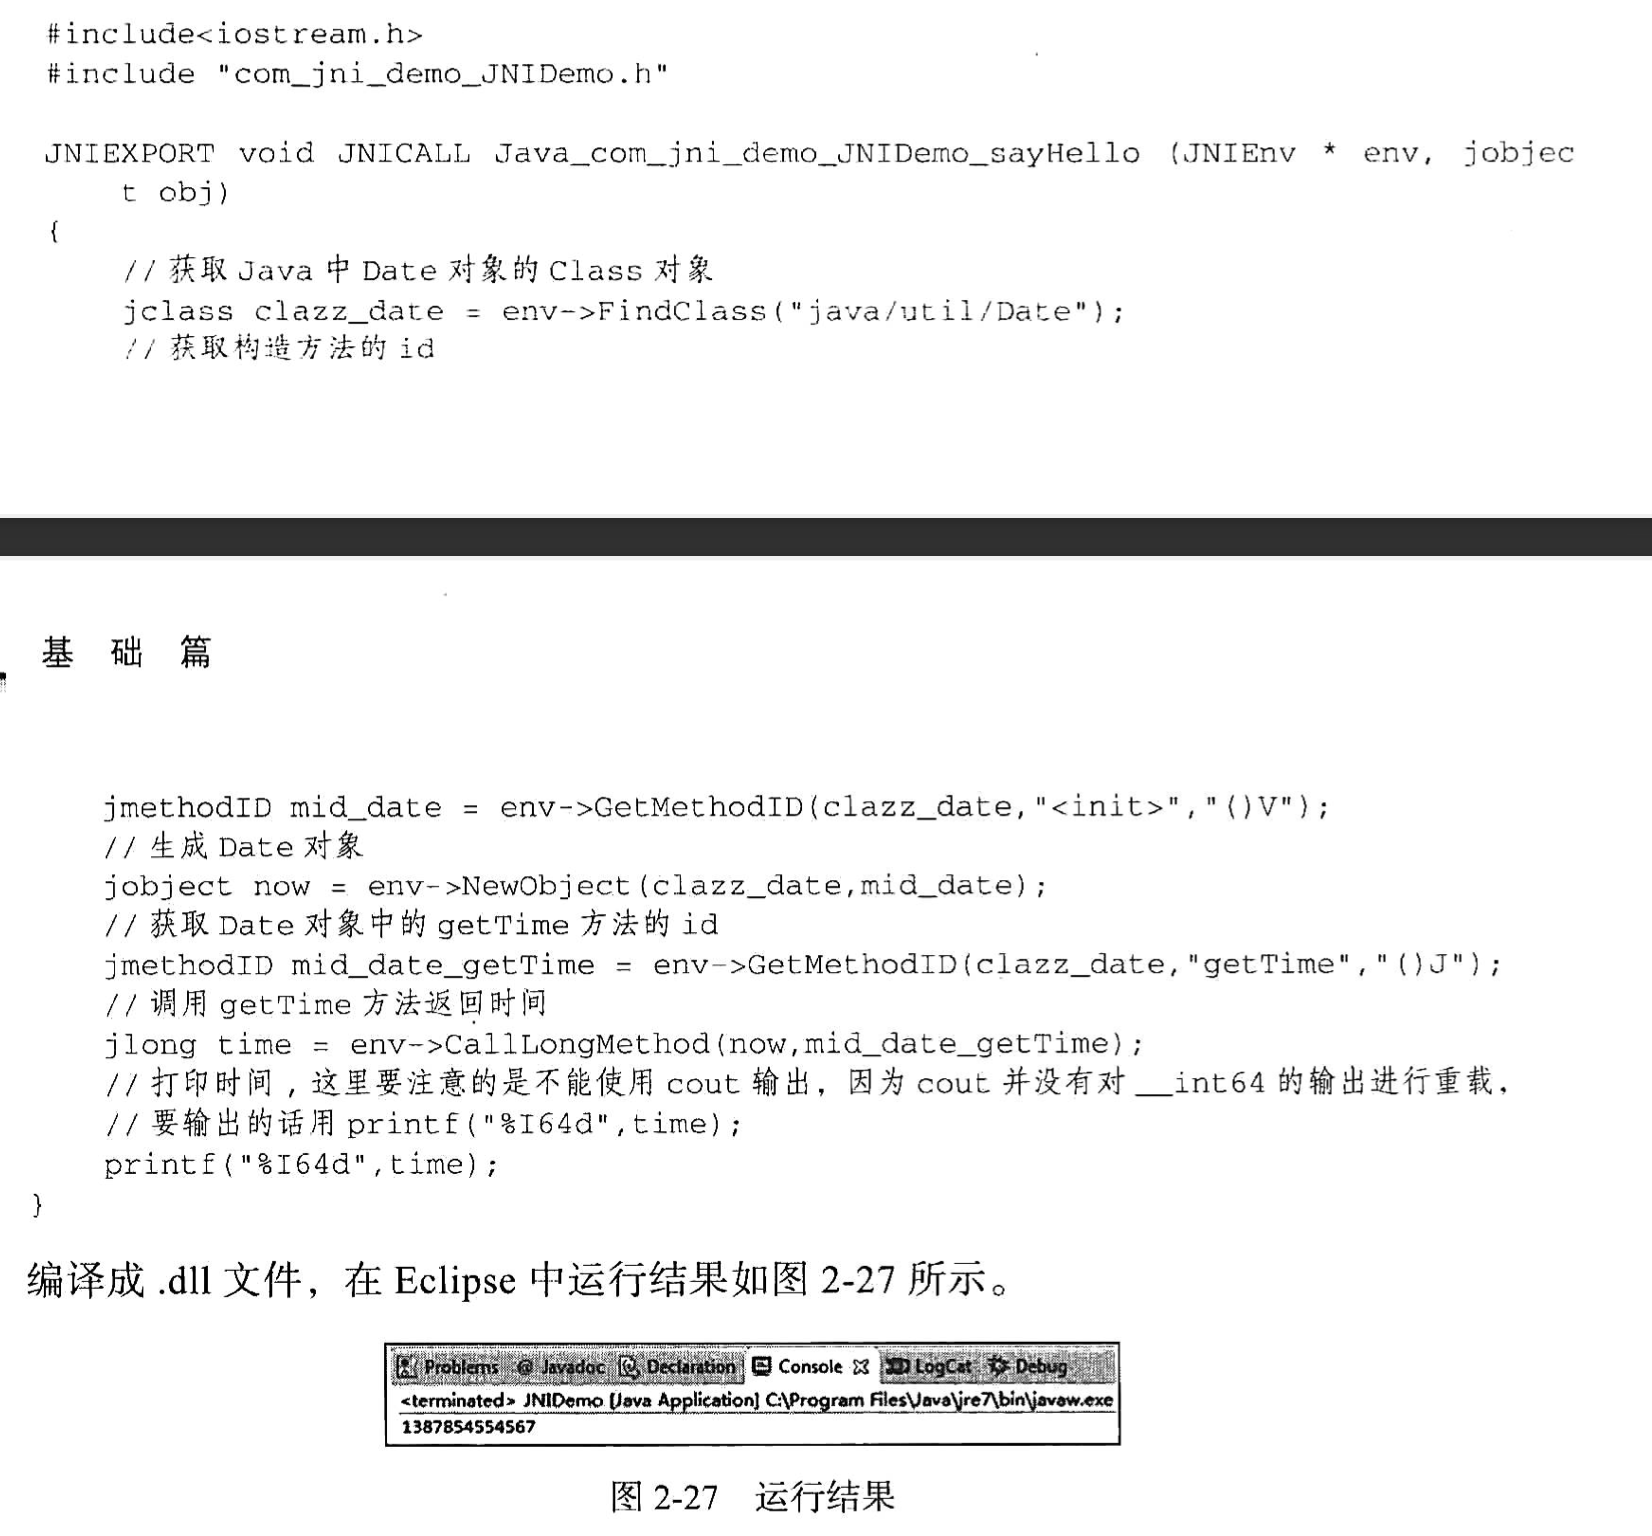 #include<iostream.h>
#include "com_jni_demo_JNIDemo.h"
JNIEXPORT void JNICALL Java_com_jni_demo_JNIDemo_sayHello (JNIEnv * env, jobjec
t obj)
{
// 获取 Java 中 Date 对象的 Class 对象
jclass clazz_date = env->FindClass("java/util/Date");
// 获取构造方法的 id
基 础 篇
jmethodID mid_date = env->GetMethodID(clazz_date,"<init>","()V");
// 生成 Date 对象
jobject now = env->NewObject(clazz_date,mid_date);
// 获取 Date 对象中的 getTime 方法的 id
jmethodID mid_date_getTime = env->GetMethodID(clazz_date,"getTime","()J");
// 调用 getTime 方法返回时间
jlong time = env->CallLongMethod(now,mid_date_getTime);
// 打印时间，这里要注意的是不能使用 cout 输出，因为 cout 并没有对 __int64 的输出进行重载，
// 要输出的话用 printf("%I64d",time);
printf("%I64d",time);
}
编译成 .dll 文件，在 Eclipse 中运行结果如图 2-27 所示。
Problems @ Javadoc Declaration Console LogCat Debug
<terminated> JNIDemo [Java Application] C:\Program Files\Java\jre7\bin\javaw.exe
1387854554567
图 2-27 运行结果